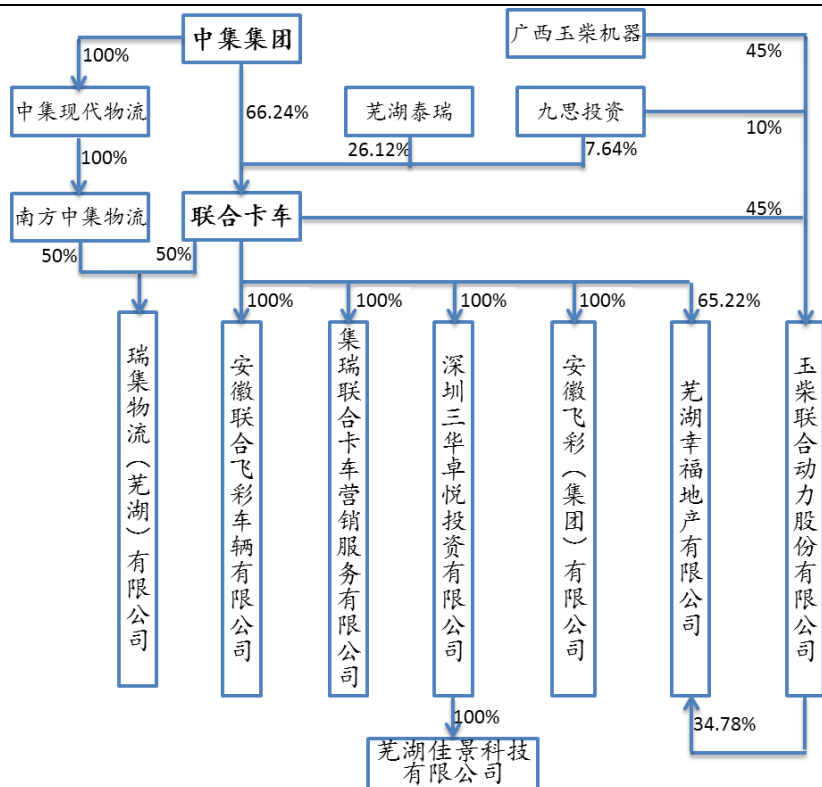 中集集团
广西玉柴机器
100%
45%
中集现代物流
66.24%
芜湖泰瑞
九思投资
10%
26.12%
7.64%
100%
南方中集物流
联合卡车
45%
50%
50%
100%
100%
100%
100%
65.22%
瑞集物流（芜湖）有限公司
安徽联合飞彩车辆有限公司
集瑞联合卡车营销服务有限公司
深圳三华卓悦投资有限公司
安徽飞彩（集团）有限公司
芜湖幸福地产有限公司
玉柴联合动力股份有限公司
100%
34.78%
芜湖佳景科技
有限公司